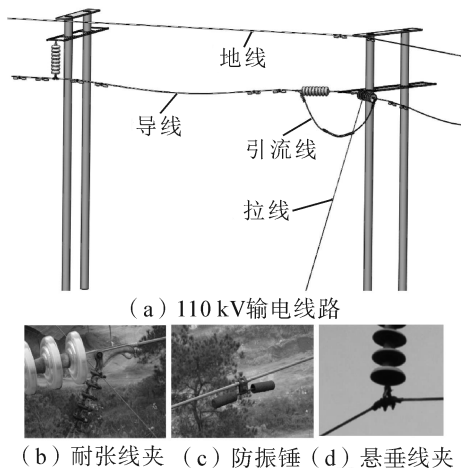 地线
导线
引流线
拉线
（a）110 kV输电线路
（b）耐张线夹（c）防振锤（d）悬垂线夹